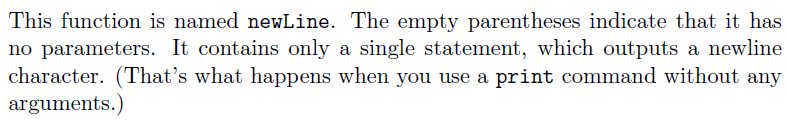 This function is named newLine. The empty parentheses indicate that it has
no parameters. It contains only a single statement, which outputs a newline
character. (That's what happens when you use a print command without any
arguments.)